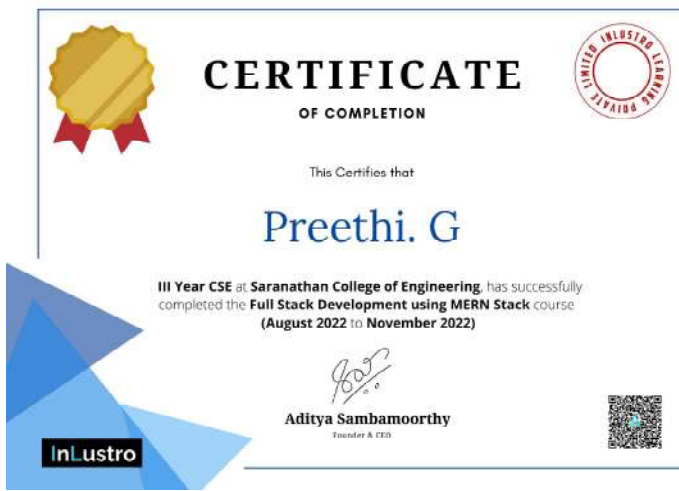 CERTIFICATE
OF COMPLETION
INLUSTRO LEARNING PRIVATE LIMITED
This Certifies that
Preethi. G
III Year CSE at Saranathan College of Engineering, has successfully
completed the Full Stack Development using MERN Stack course
(August 2022 to November 2022)
Aditya Sambamoorthy
Founder & CEO
InLustro